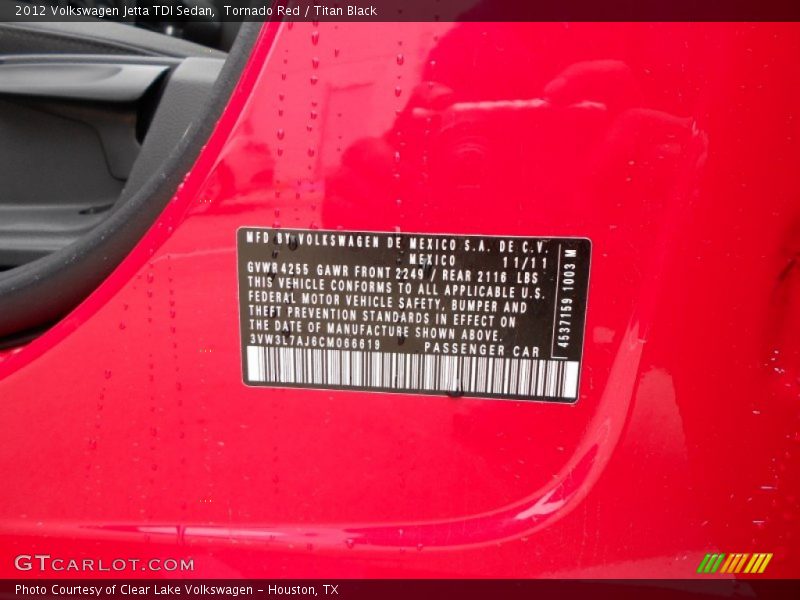 2012 Volkswagen Jetta TDI Sedan, Tornado Red / Titan Black
MFD BY VOLKSWAGEN DE MEXICO S.A. DE C.V.
MEXICO 11/11
GVWR 4255 GAWR FRONT 2249 / REAR 2116 LBS
THIS VEHICLE CONFORMS TO ALL APPLICABLE U.S.
FEDERAL MOTOR VEHICLE SAFETY, BUMPER AND
THEFT PREVENTION STANDARDS IN EFFECT ON
THE DATE OF MANUFACTURE SHOWN ABOVE.
3VW3L7AJ6CM066619 PASSENGER CAR
4537159 1003 M
GTCARLOT.COM
Photo Courtesy of Clear Lake Volkswagen - Houston, TX